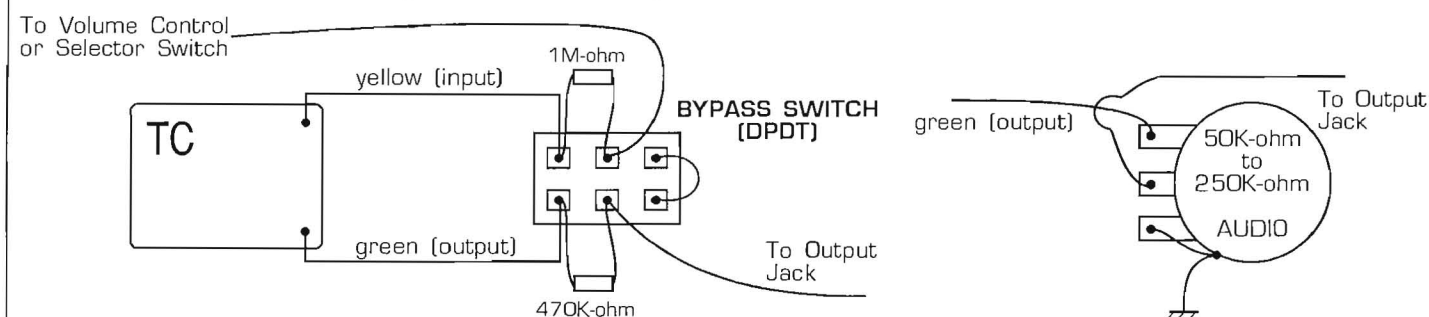 To Volume Control
or Selector Switch
1M-ohm
yellow (input)
TC
BYPASS SWITCH
(DPDT)
green (output)
To Output
Jack
470K-ohm
green (output)
To Output
Jack
50K-ohm
to
250K-ohm
AUDIO